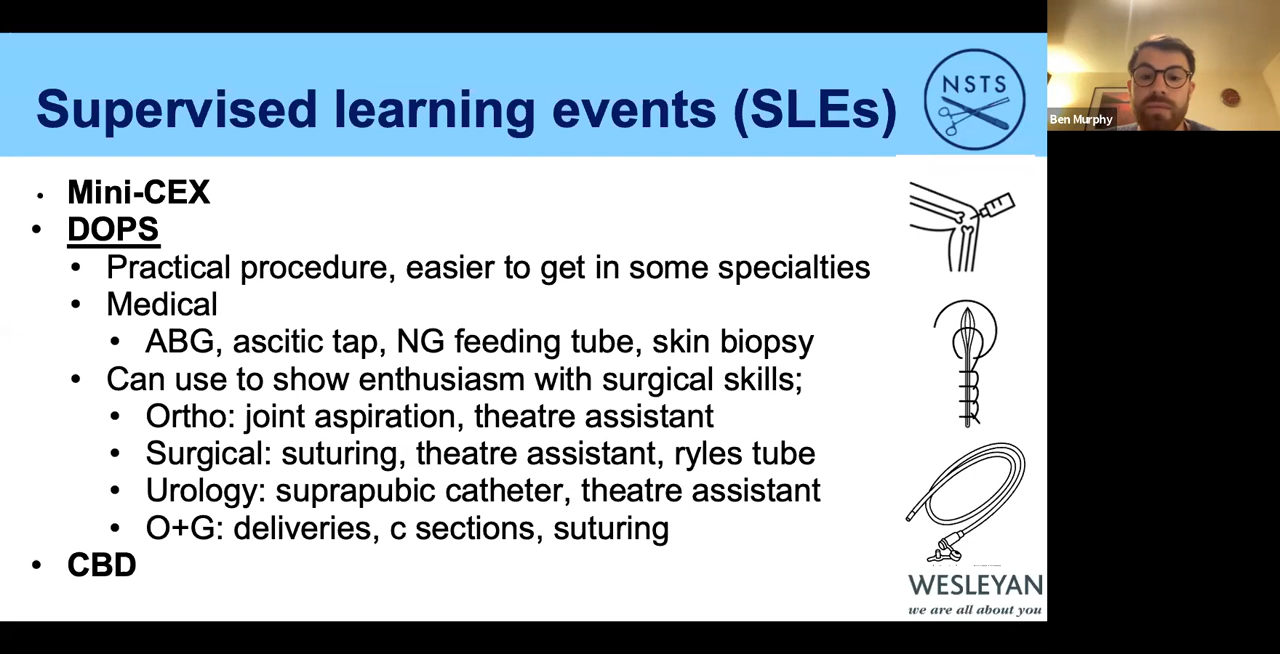 Supervised learning events (SLEs)
NSTS
Ben Murphy
• Mini-CEX
• DOPS
• Practical procedure, easier to get in some specialties
• Medical
• ABG, ascitic tap, NG feeding tube, skin biopsy
• Can use to show enthusiasm with surgical skills;
• Ortho: joint aspiration, theatre assistant
• Surgical: suturing, theatre assistant, ryles tube
• Urology: suprapubic catheter, theatre assistant
• O+G: deliveries, c sections, suturing
• CBD
WESLEYAN
we are all about you